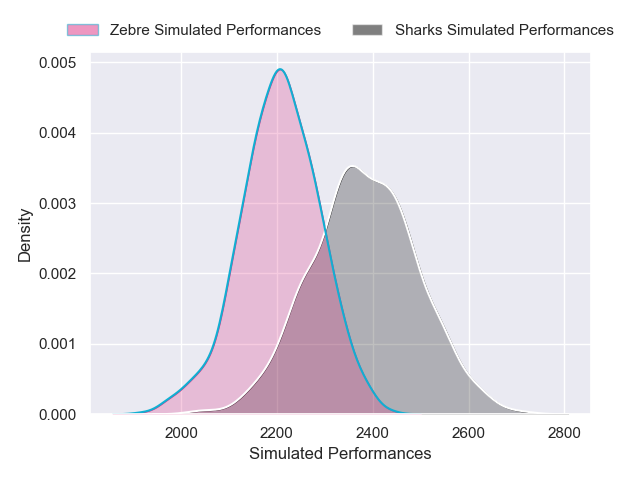 Zebre Simulated Performances
Sharks Simulated Performances
0.005
0.004
0.003
0.002
0.001
0.000
Density
2000
2200
2400
2600
2800
Simulated Performances